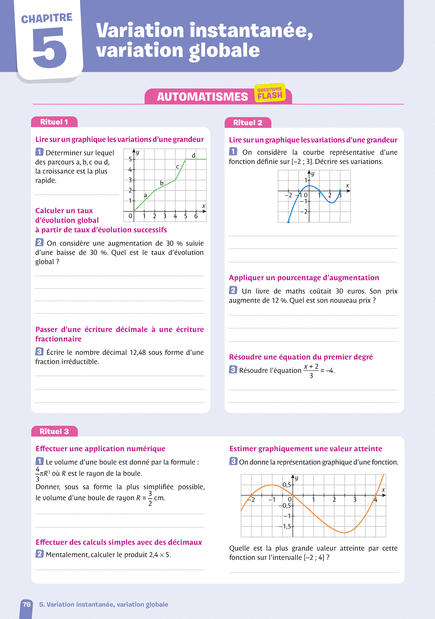 CHAPITRE
5
Variation instantanée,
variation globale
AUTOMATISMES
QUESTIONS
FLASH
Rituel 1
Lire sur un graphique les variations d'une grandeur
1 Déterminer sur lequel
des parcours a, b, c ou d,
la croissance est la plus
rapide.
y
5
4
3
2
1
0 1 2 3 4 5 6
x
a
b
c
d
Calculer un taux
d'évolution global
à partir de taux d'évolution successifs
2 On considère une augmentation de 30 % suivie
d'une baisse de 30 %. Quel est le taux d'évolution
global ?
Passer d'une écriture décimale à une écriture
fractionnaire
3 Écrire le nombre décimal 12,48 sous forme d'une
fraction irréductible.
Rituel 2
Lire sur un graphique les variations d'une grandeur
1 On considère la courbe représentative d'une
fonction définie sur [–2 ; 3]. Décrire ses variations.
y
1
x
–2 –1 0 1 2 3
–1
–2
Appliquer un pourcentage d'augmentation
2 Un livre de maths coûtait 30 euros. Son prix
augmente de 12 %. Quel est son nouveau prix ?
Résoudre une équation du premier degré
3 Résoudre l'équation x + 2 / 3 = –4.
Rituel 3
Effectuer une application numérique
1 Le volume d'une boule est donné par la formule :
4/3 πR³ où R est le rayon de la boule.
Donner, sous sa forme la plus simplifiée possible,
le volume d'une boule de rayon R = 3/2 cm.
Effectuer des calculs simples avec des décimaux
2 Mentalement, calculer le produit 2,4 × 5.
Estimer graphiquement une valeur atteinte
3 On donne la représentation graphique d'une fonction.
y
0,5
x
–2 –1 0 1 2 3 4
–0,5
–1
–1,5
Quelle est la plus grande valeur atteinte par cette
fonction sur l'intervalle [–2 ; 4] ?
76 5. Variation instantanée, variation globale